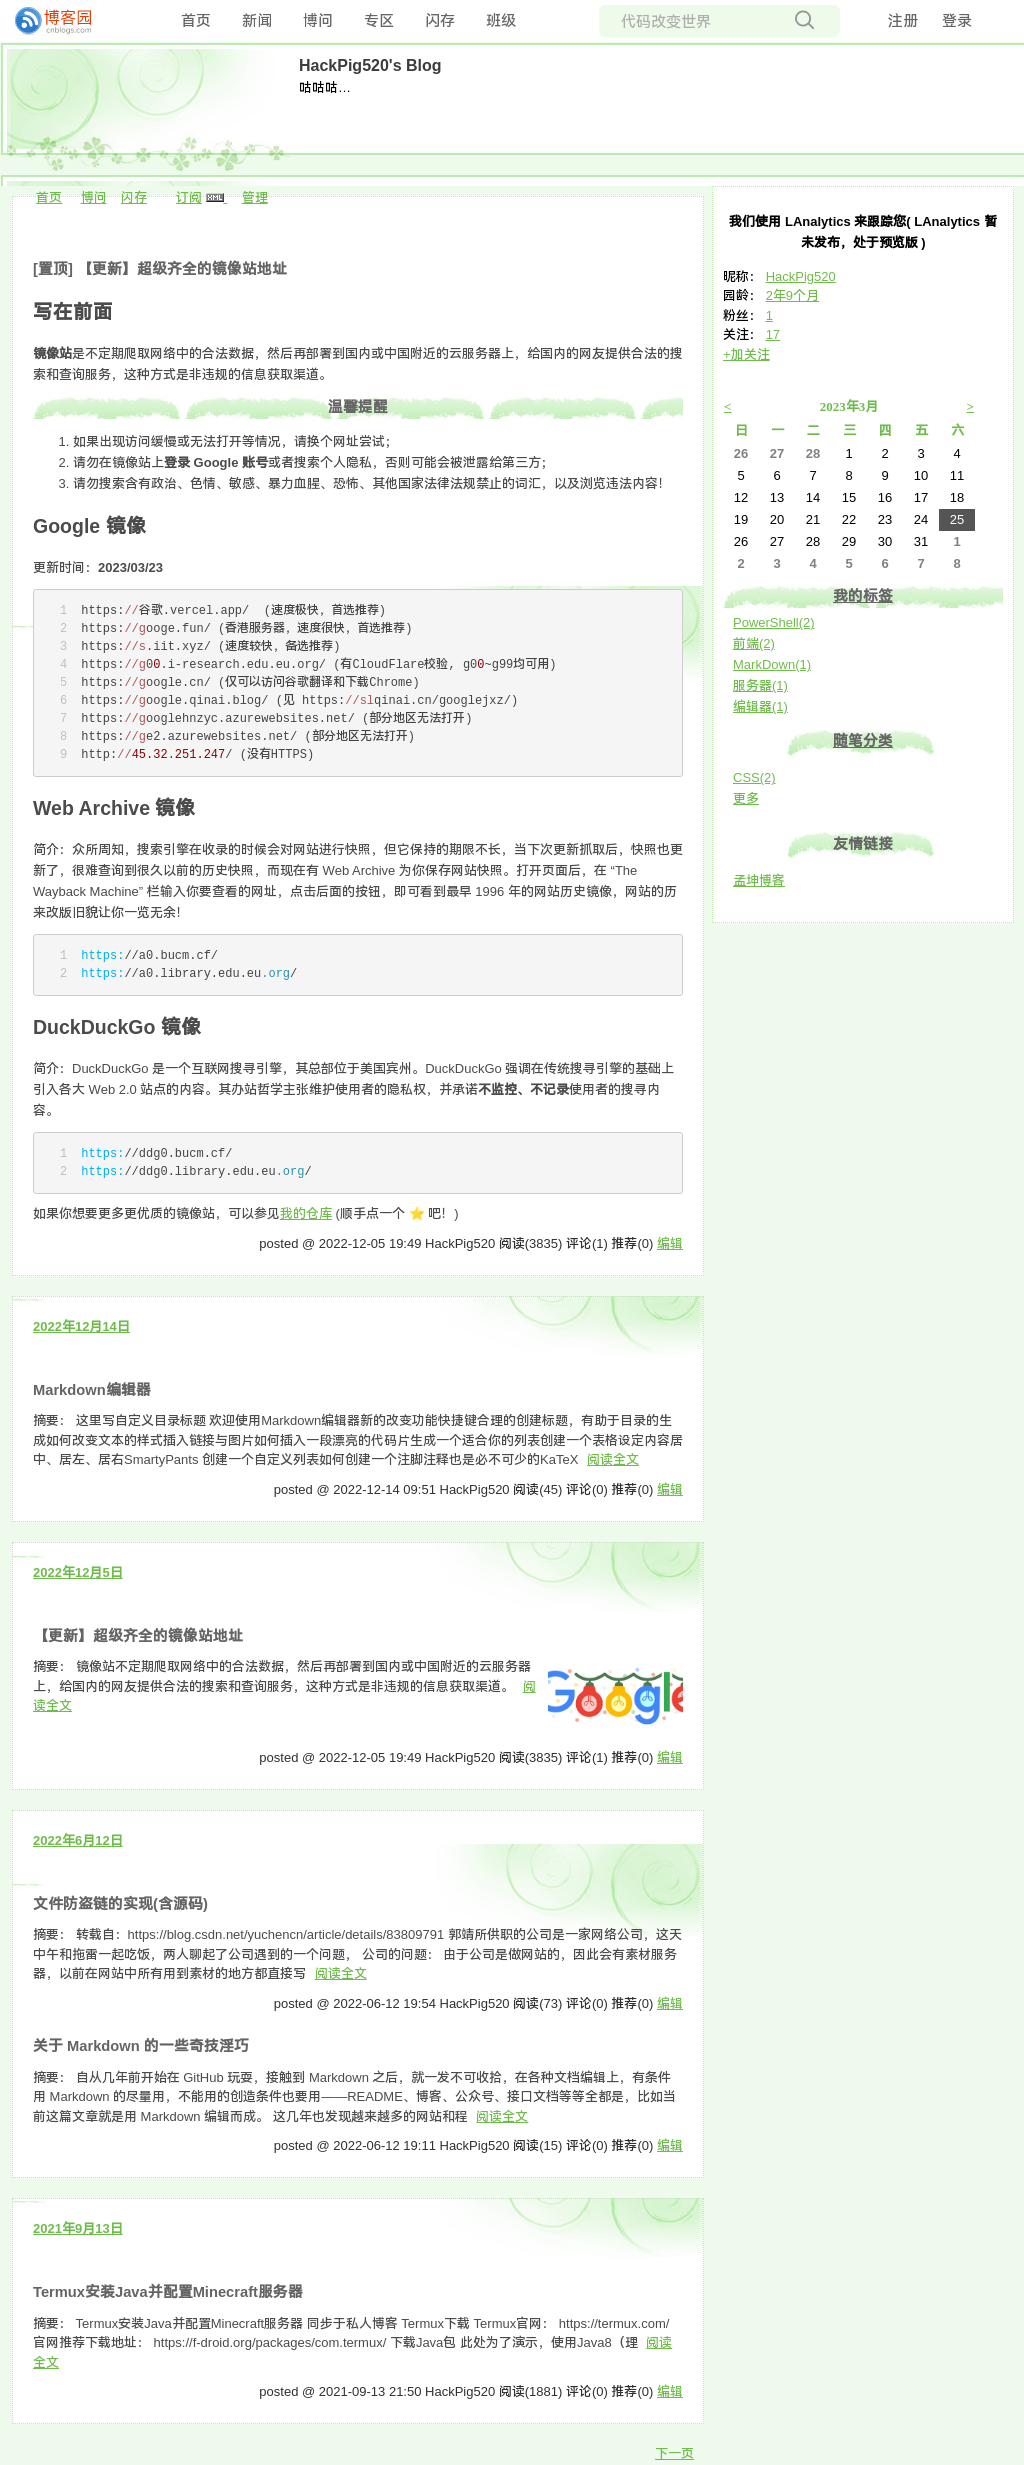 博客园
cnblogs.com
首页 新闻 博问 专区 闪存 班级
代码改变世界
注册 登录
HackPig520's Blog
咕咕咕…
首页 博问 闪存 订阅 XML 管理
[置顶] 【更新】超级齐全的镜像站地址
写在前面
镜像站是不定期爬取网络中的合法数据，然后再部署到国内或中国附近的云服务器上，给国内的网友提供合法的搜
索和查询服务，这种方式是非违规的信息获取渠道。
温馨提醒
1. 如果出现访问缓慢或无法打开等情况，请换个网址尝试；
2. 请勿在镜像站上登录 Google 账号或者搜索个人隐私，否则可能会被泄露给第三方；
3. 请勿搜索含有政治、色情、敏感、暴力血腥、恐怖、其他国家法律法规禁止的词汇，以及浏览违法内容！
Google 镜像
更新时间：2023/03/23
1 https://谷歌.vercel.app/ (速度极快，首选推荐)
2 https://googe.fun/ (香港服务器，速度很快，首选推荐)
3 https://s.iit.xyz/ (速度较快，备选推荐)
4 https://g00.i-research.edu.eu.org/ (有CloudFlare校验, g00~g99均可用)
5 https://google.cn/ (仅可以访问谷歌翻译和下载Chrome)
6 https://google.qinai.blog/ (见 https://slqinai.cn/googlejxz/)
7 https://googlehnzyc.azurewebsites.net/ (部分地区无法打开)
8 https://ge2.azurewebsites.net/ (部分地区无法打开)
9 http://45.32.251.247/ (没有HTTPS)
Web Archive 镜像
简介：众所周知，搜索引擎在收录的时候会对网站进行快照，但它保持的期限不长，当下次更新抓取后，快照也更
新了，很难查询到很久以前的历史快照，而现在有 Web Archive 为你保存网站快照。打开页面后，在 “The
Wayback Machine” 栏输入你要查看的网址，点击后面的按钮，即可看到最早 1996 年的网站历史镜像，网站的历
来改版旧貌让你一览无余！
1 https://a0.bucm.cf/
2 https://a0.library.edu.eu.org/
DuckDuckGo 镜像
简介：DuckDuckGo 是一个互联网搜寻引擎，其总部位于美国宾州。DuckDuckGo 强调在传统搜寻引擎的基础上
引入各大 Web 2.0 站点的内容。其办站哲学主张维护使用者的隐私权，并承诺不监控、不记录使用者的搜寻内
容。
1 https://ddg0.bucm.cf/
2 https://ddg0.library.edu.eu.org/
如果你想要更多更优质的镜像站，可以参见我的仓库 (顺手点一个 ⭐ 吧！)
posted @ 2022-12-05 19:49 HackPig520 阅读(3835) 评论(1) 推荐(0) 编辑
2022年12月14日
Markdown编辑器
摘要： 这里写自定义目录标题 欢迎使用Markdown编辑器新的改变功能快捷键合理的创建标题，有助于目录的生
成如何改变文本的样式插入链接与图片如何插入一段漂亮的代码片生成一个适合你的列表创建一个表格设定内容居
中、居左、居右SmartyPants 创建一个自定义列表如何创建一个注脚注释也是必不可少的KaTeX 阅读全文
posted @ 2022-12-14 09:51 HackPig520 阅读(45) 评论(0) 推荐(0) 编辑
2022年12月5日
【更新】超级齐全的镜像站地址
摘要： 镜像站不定期爬取网络中的合法数据，然后再部署到国内或中国附近的云服务器
上，给国内的网友提供合法的搜索和查询服务，这种方式是非违规的信息获取渠道。 阅
读全文
Google
posted @ 2022-12-05 19:49 HackPig520 阅读(3835) 评论(1) 推荐(0) 编辑
2022年6月12日
文件防盗链的实现(含源码)
摘要： 转载自：https://blog.csdn.net/yuchencn/article/details/83809791 郭靖所供职的公司是一家网络公司，这天
中午和拖雷一起吃饭，两人聊起了公司遇到的一个问题， 公司的问题： 由于公司是做网站的，因此会有素材服务
器，以前在网站中所有用到素材的地方都直接写 阅读全文
posted @ 2022-06-12 19:54 HackPig520 阅读(73) 评论(0) 推荐(0) 编辑
关于 Markdown 的一些奇技淫巧
摘要： 自从几年前开始在 GitHub 玩耍，接触到 Markdown 之后，就一发不可收拾，在各种文档编辑上，有条件
用 Markdown 的尽量用，不能用的创造条件也要用——README、博客、公众号、接口文档等等全都是，比如当
前这篇文章就是用 Markdown 编辑而成。 这几年也发现越来越多的网站和程 阅读全文
posted @ 2022-06-12 19:11 HackPig520 阅读(15) 评论(0) 推荐(0) 编辑
2021年9月13日
Termux安装Java并配置Minecraft服务器
摘要： Termux安装Java并配置Minecraft服务器 同步于私人博客 Termux下载 Termux官网： https://termux.com/
官网推荐下载地址： https://f-droid.org/packages/com.termux/ 下载Java包 此处为了演示，使用Java8（理 阅读
全文
posted @ 2021-09-13 21:50 HackPig520 阅读(1881) 评论(0) 推荐(0) 编辑
下一页
我们使用 LAnalytics 来跟踪您( LAnalytics 暂
未发布，处于预览版 )
昵称： HackPig520
园龄： 2年9个月
粉丝： 1
关注： 17
+加关注
< 2023年3月 >
日 一 二 三 四 五 六
26 27 28 1 2 3 4
5 6 7 8 9 10 11
12 13 14 15 16 17 18
19 20 21 22 23 24 25
26 27 28 29 30 31 1
2 3 4 5 6 7 8
我的标签
PowerShell(2)
前端(2)
MarkDown(1)
服务器(1)
编辑器(1)
随笔分类
CSS(2)
更多
友情链接
孟坤博客